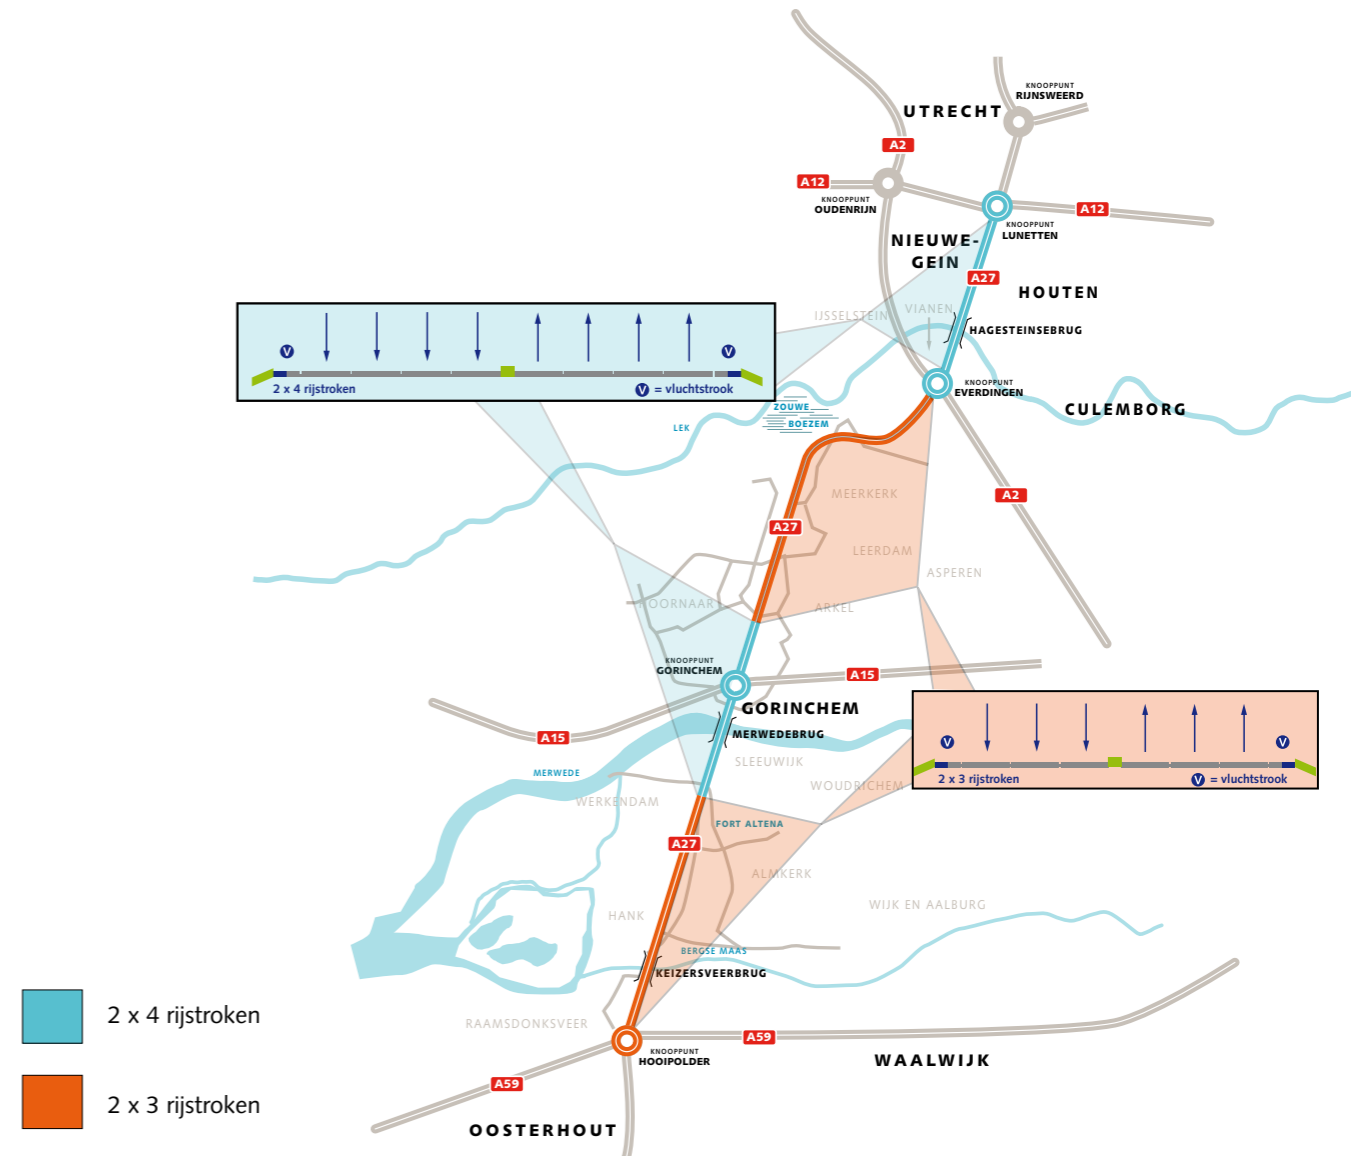 KNOOPPUNT
RIJNSWEERD
UTRECHT
A2
A12
KNOOPPUNT
OUDENRIJN
A12
KNOOPPUNT
LUNETTEN
NIEUWE-
GEIN
A27
HOUTEN
IJSSELSTEIN
VIANEN
HAGESTEINSEBRUG
V
V
2 x 4 rijstroken
V = vluchtstrook
KNOOPPUNT
EVERDINGEN
CULEMBORG
ZOUWE
BOEZEM
LEK
MEERKERK
A2
A27
LEERDAM
ASPEREN
NOORNAAR
ARKEL
KNOOPPUNT
GORINCHEM
A15
GORINCHEM
MERWEDEBRUG
A15
SLEEUWIJK
MERWEDE
WOUDRICHEM
V
V
2 x 3 rijstroken
V = vluchtstrook
WERKENDAM
FORT ALTENA
A27
ALMKERK
WIJK EN AALBURG
HANK
BERGSE MAAS
KEIZERSVEERBRUG
RAAMSDONKSVEER
A59
KNOOPPUNT
HOOIPOLDER
WAALWIJK
A59
OOSTERHOUT
2 x 4 rijstroken
2 x 3 rijstroken